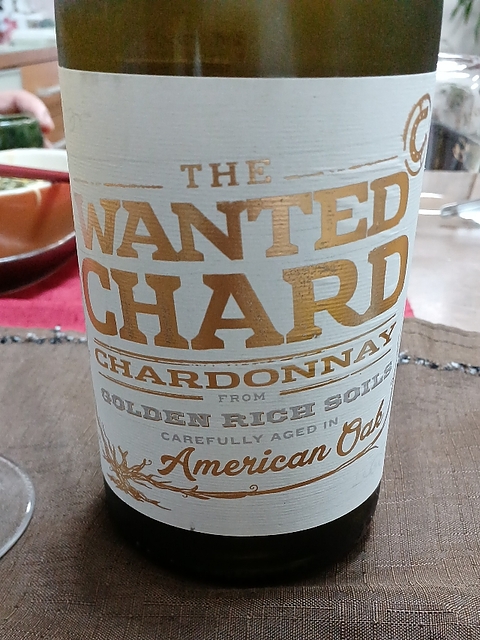 C
THE
WANTED
CHARD
CHARDONNAY
FROM
GOLDEN RICH SOILS
CAREFULLY AGED IN
American Oak